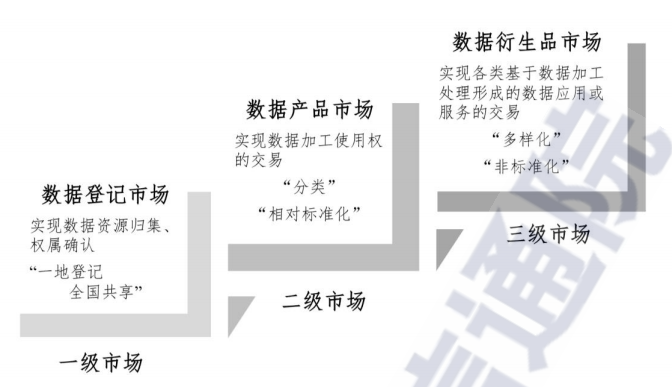 数据登记市场
实现数据资源归集、
权属确认
“一地登记
全国共享”
一级市场
数据产品市场
实现数据加工使用权
的交易
“分类”
“相对标准化”
二级市场
数据衍生品市场
实现各类基于数据加工
处理形成的数据应用或
服务的交易
“多样化”
“非标准化”
三级市场
信通院